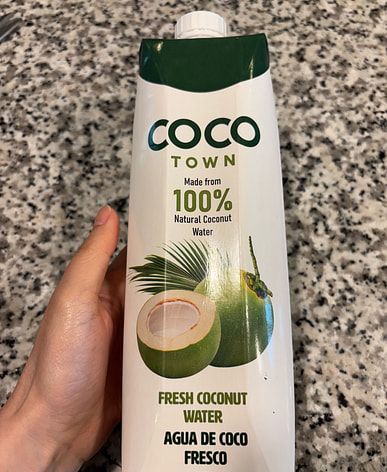 COCO
TOWN
Made from
100%
Natural Coconut
Water
FRESH COCONUT
WATER
AGUA DE COCO
FRESCO